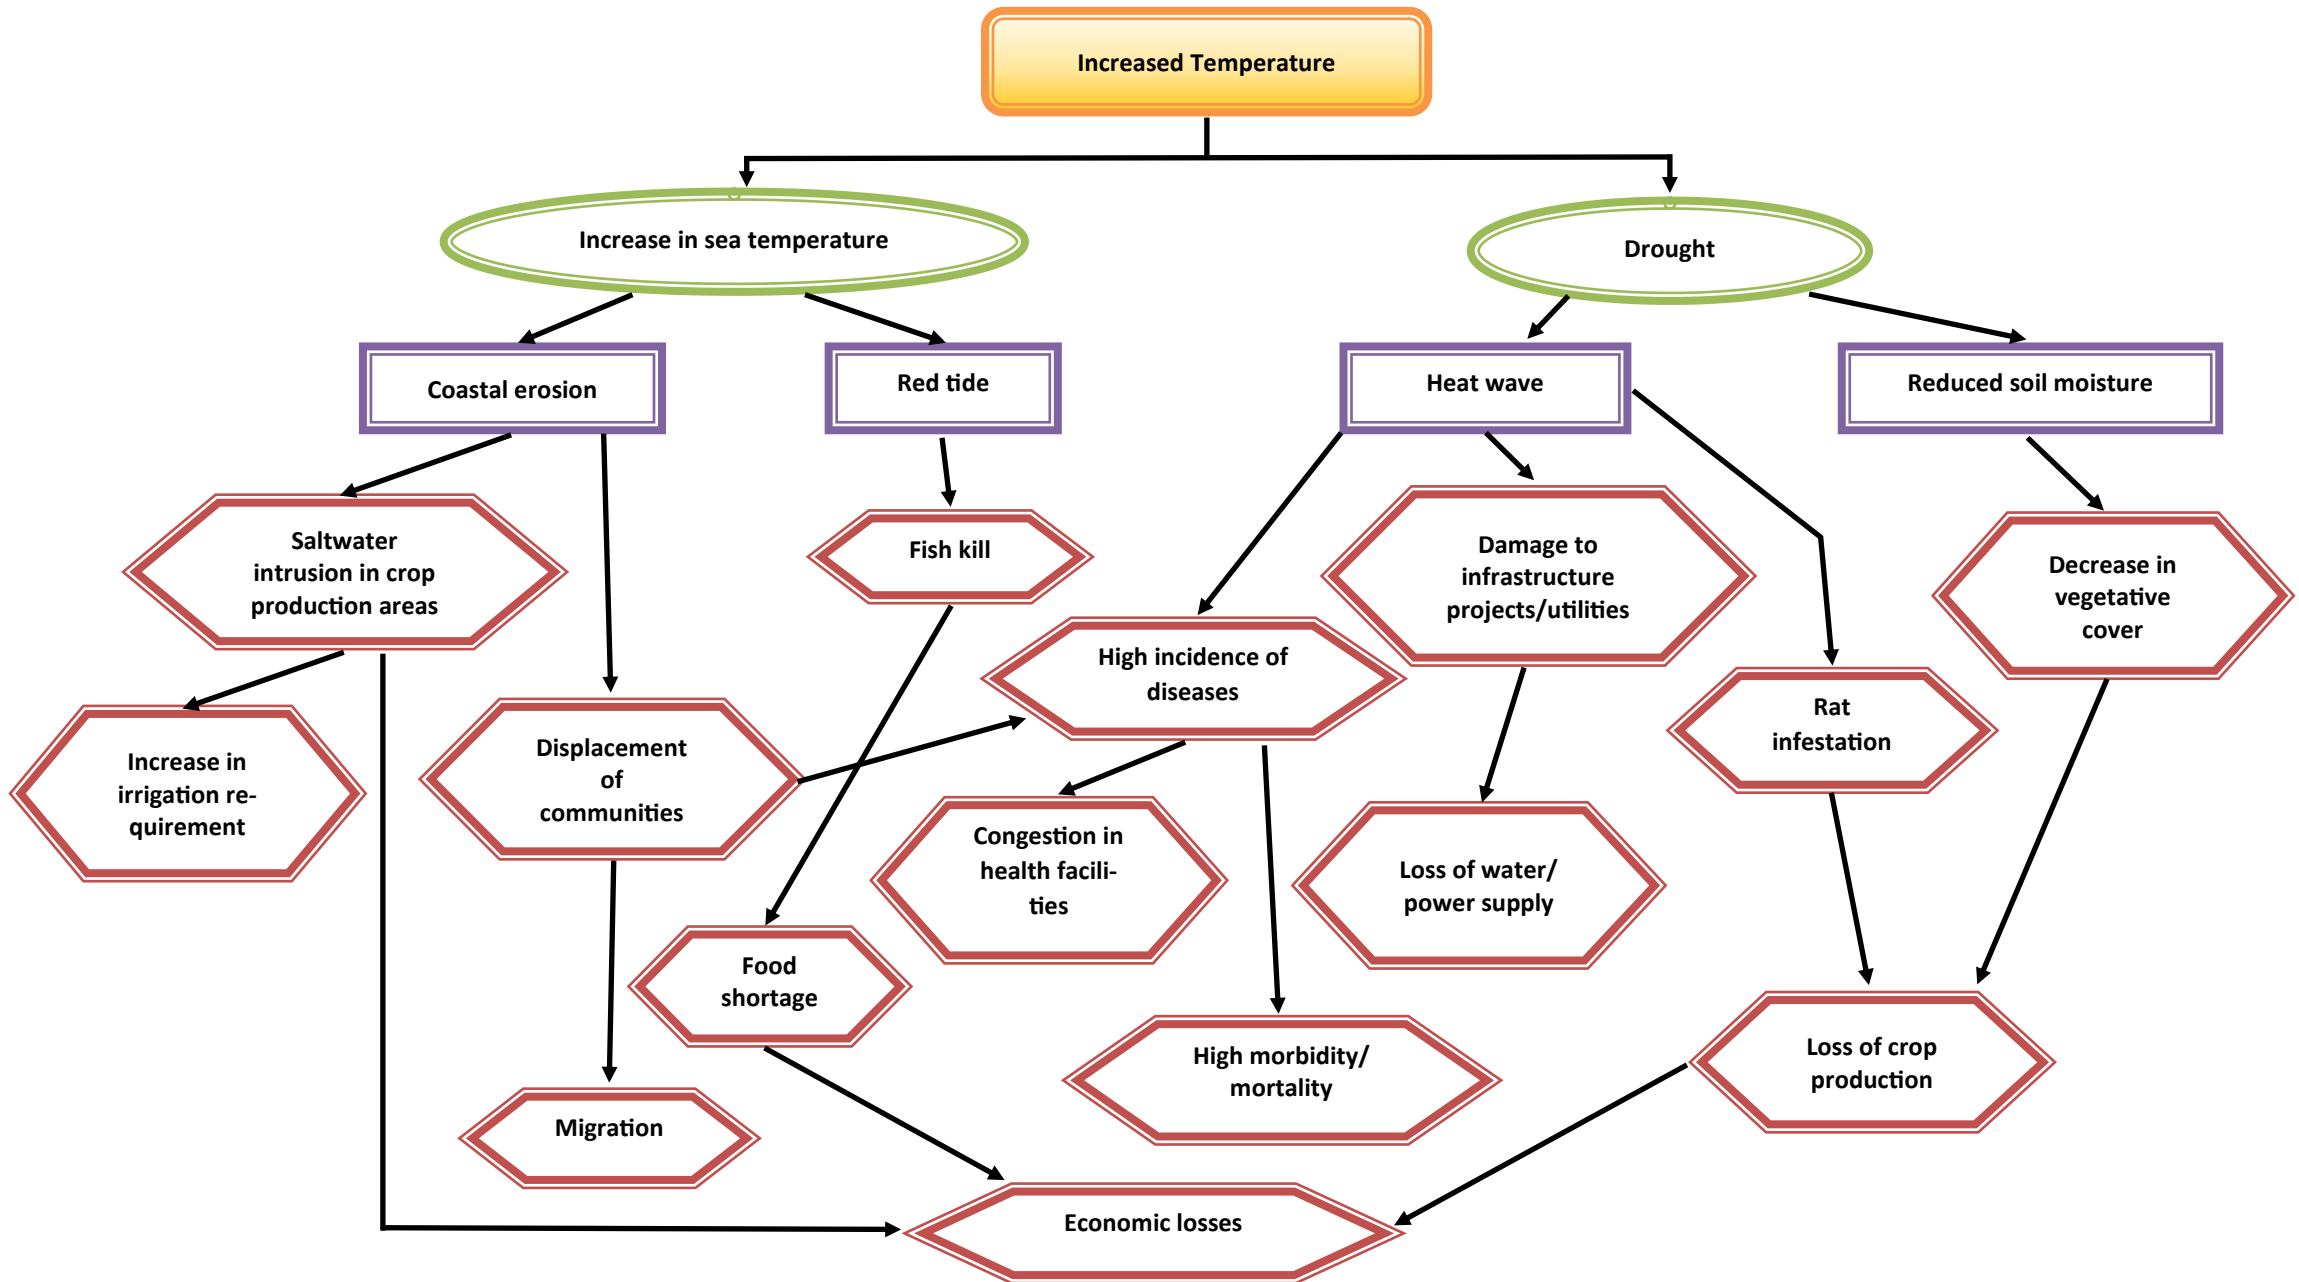 Increased Temperature
Increase in sea temperature
Drought
Coastal erosion
Red tide
Heat wave
Reduced soil moisture
Saltwater
intrusion in crop
production areas
Fish kill
Damage to
infrastructure
projects/utilities
Decrease in
vegetative
cover
High incidence of
diseases
Rat
infestation
Increase in
irrigation re-
quirement
Displacement
of
communities
Congestion in
health facili-
ties
Loss of water/
power supply
Food
shortage
High morbidity/
mortality
Loss of crop
production
Migration
Economic losses